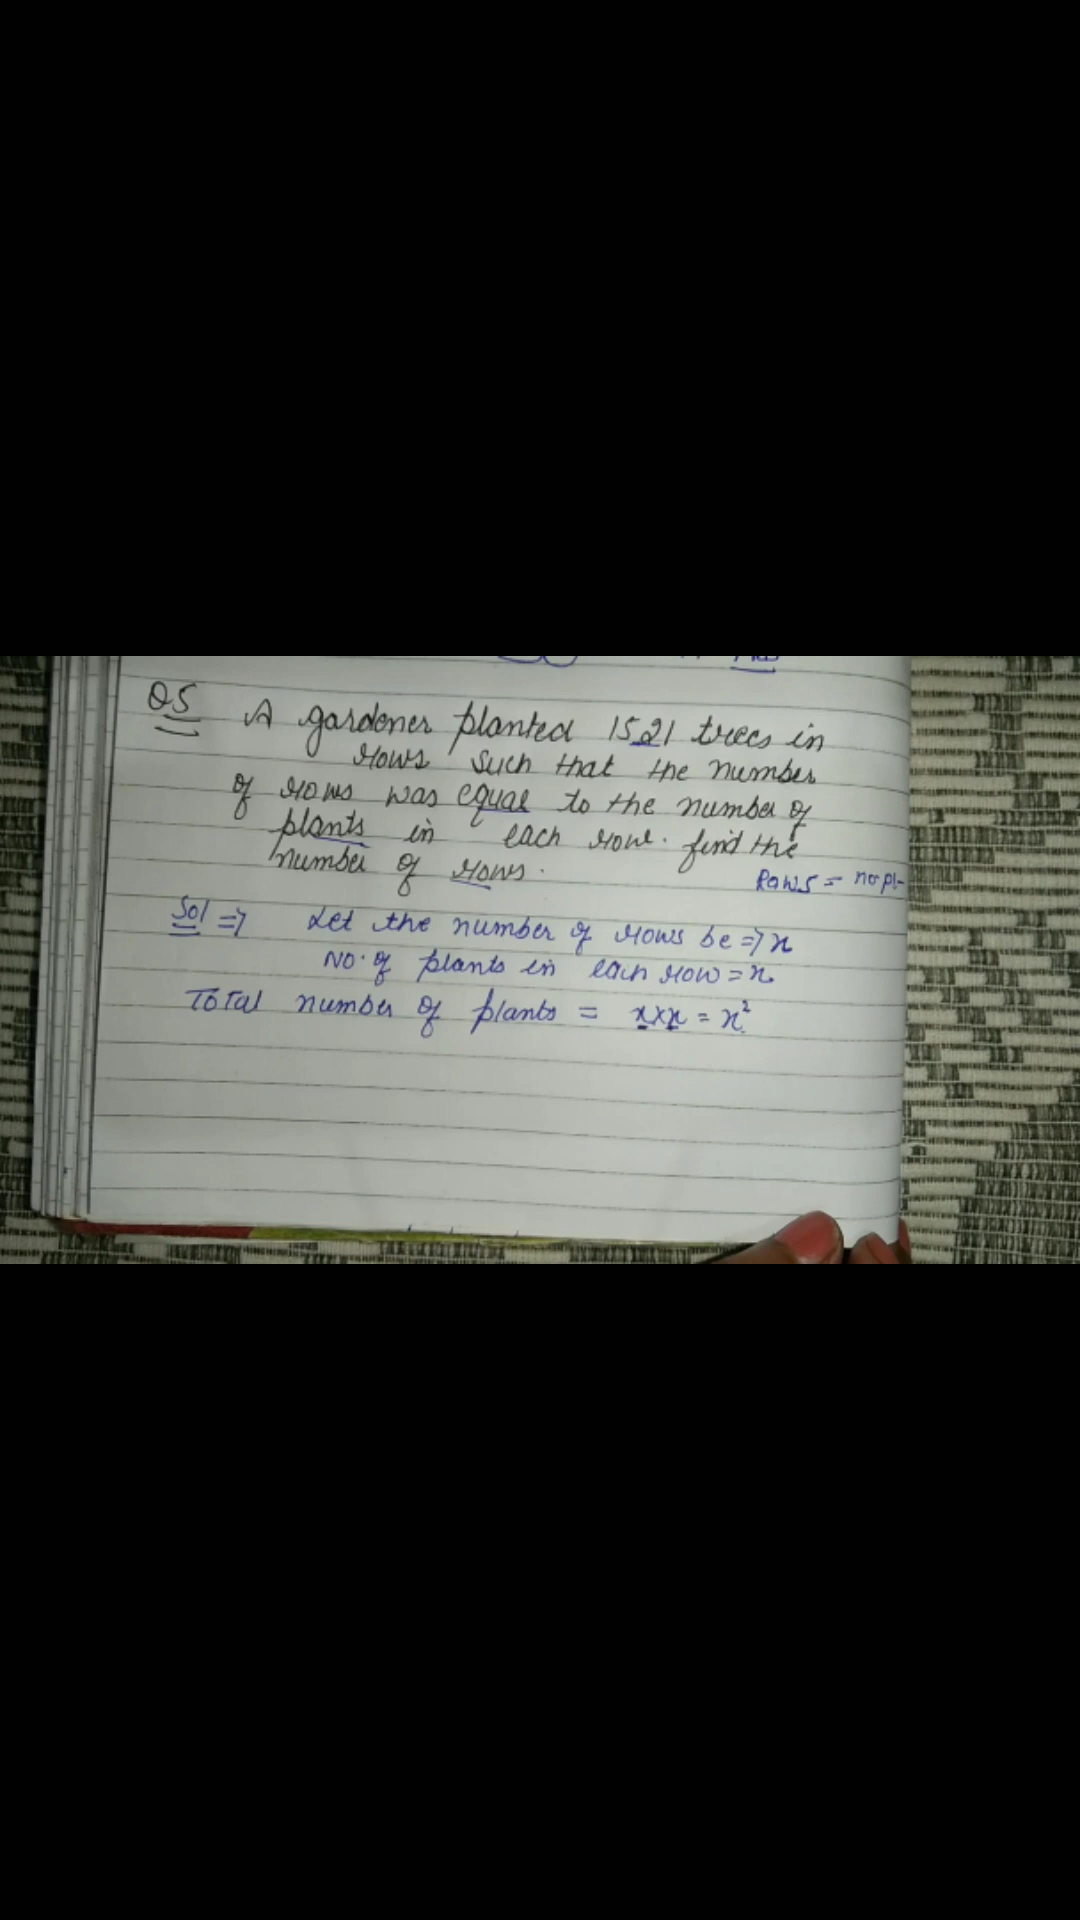 Q5 A gardener planted 1521 trees in
rows such that the number
of rows was equal to the number of
plants in each row. find the
number of rows.
Rows = no pl-
Sol => Let the number of rows be => x
No. of plants in each row = x
Total number of plants = x×x = x²